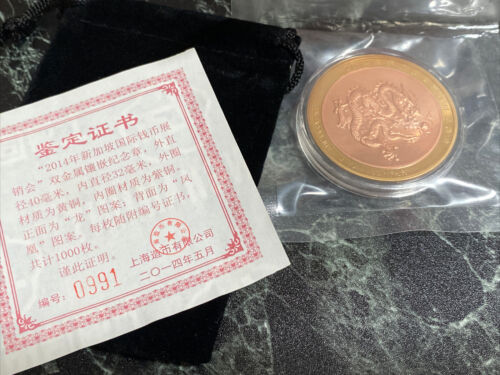 鉴定证书
“2014年新加坡国际钱币展
销会”双金属镶嵌纪念章，外直
径40毫米，内直径32毫米，外圈
材质为黄铜，内圈材质为紫铜。
正面为“龙”图案；背面为“凤
凰”图案。每枚随附编号证书，
共计1000枚。
谨此证明。
上海造币有限公司
二〇一四年五月
编号：0991